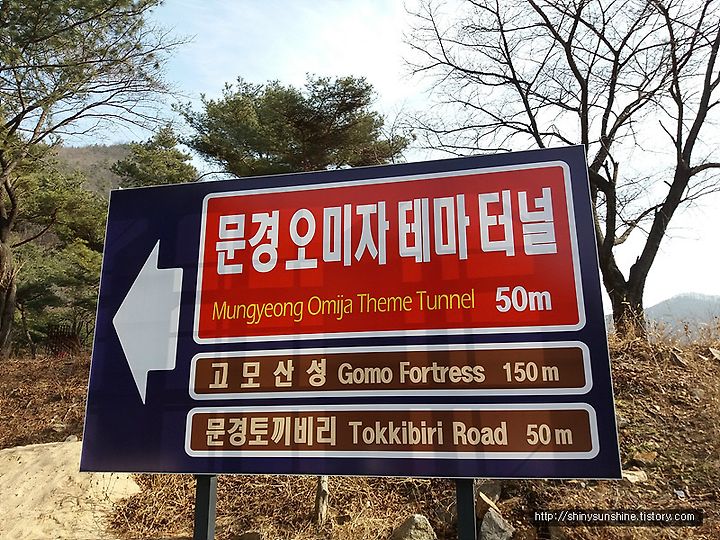 문경 오미자 테마 터널
Mungyeong Omija Theme Tunnel 50m
고모산성 Gomo Fortress 150m
문경토끼비리 Tokkibiri Road 50m
http://shinysunshine.tistory.com